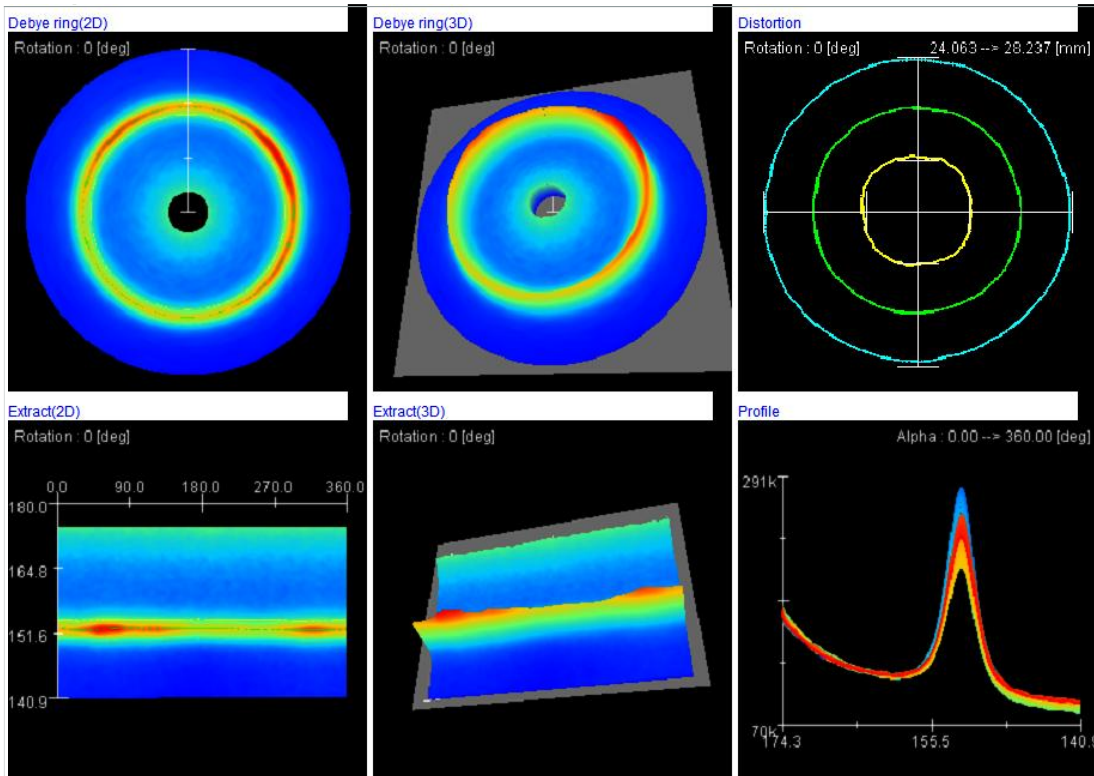 Debye ring(2D)
Rotation : 0 [deg]
Debye ring(3D)
Rotation : 0 [deg]
Distortion
Rotation : 0 [deg] 24.063 --> 28.237 [mm]
Extract(2D)
Rotation : 0 [deg]
0.0 90.0 180.0 270.0 360.0
180.0
164.8
151.6
140.9
Extract(3D)
Rotation : 0 [deg]
Profile
Alpha : 0.00 --> 360.00 [deg]
291k
70k
174.3 155.5 140.9